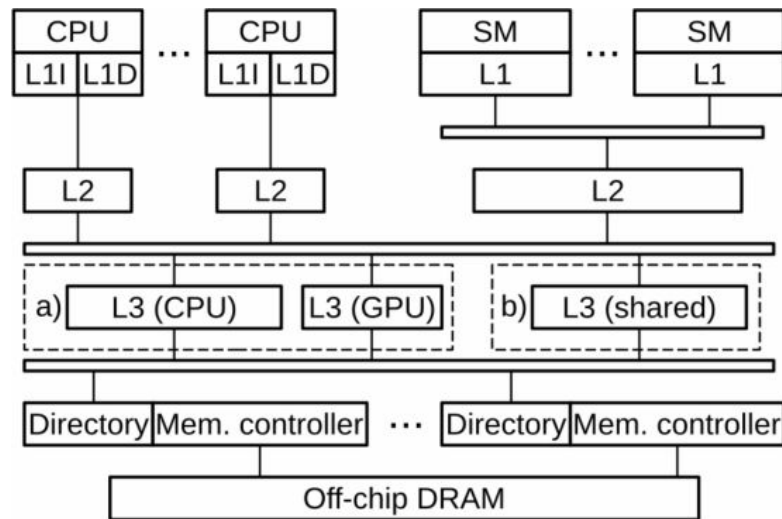 CPU ... CPU SM ... SM
L1I L1D L1I L1D L1 L1
L2 L2 L2
a) L3 (CPU) L3 (GPU) b) L3 (shared)
Directory Mem. controller ... Directory Mem. controller
Off-chip DRAM